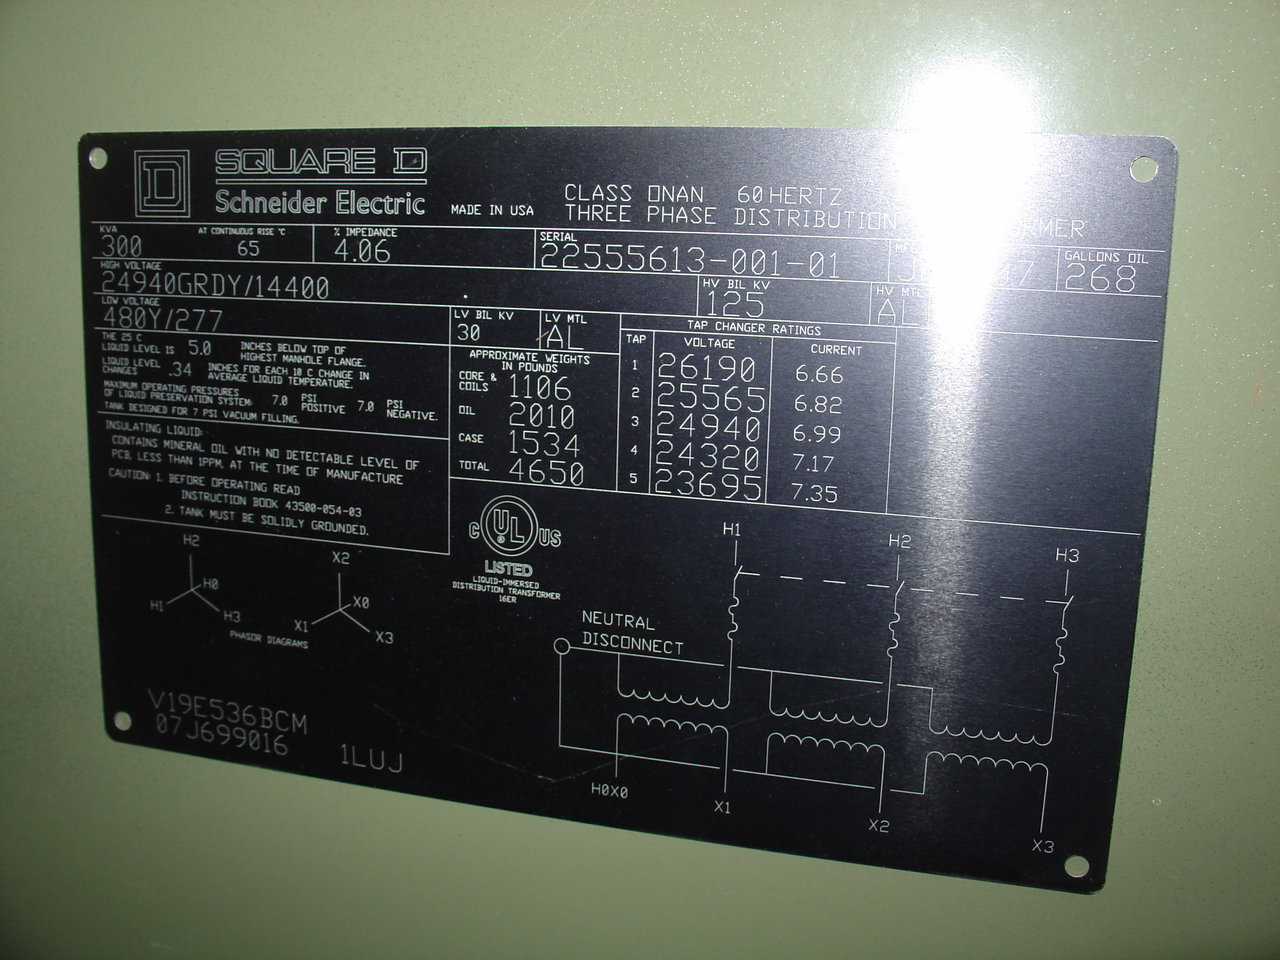 D
SQUARE D
Schneider Electric
MADE IN USA
CLASS ONAN 60 HERTZ
THREE PHASE DISTRIBUTION
KVA
300
AT CONTINUOUS RISE °C
65
% IMPEDANCE
4.06
SERIAL
22555613-001-01
GALLONS OIL
268
HIGH VOLTAGE
24940GRDY/14400
HV BIL KV
125
HV MTL
AL
LOW VOLTAGE
480Y/277
LV BIL KV
30
LV MTL
AL
THE 25 C
LIQUID LEVEL IS 5.0 INCHES BELOW TOP OF
HIGHEST MANHOLE FLANGE.
LIQUID LEVEL .34 INCHES FOR EACH 10 C CHANGE IN
CHANGES AVERAGE LIQUID TEMPERATURE.
MAXIMUM OPERATING PRESSURES
OF LIQUID PRESERVATION SYSTEM: 7.0 PSI POSITIVE 7.0 PSI NEGATIVE.
TANK DESIGNED FOR 7 PSI VACUUM FILLING.
INSULATING LIQUID:
CONTAINS MINERAL OIL WITH NO DETECTABLE LEVEL OF
PCB, LESS THAN 1PPM, AT THE TIME OF MANUFACTURE
CAUTION: 1. BEFORE OPERATING READ
INSTRUCTION BOOK 43500-054-03
2. TANK MUST BE SOLIDLY GROUNDED.
APPROXIMATE WEIGHTS
IN POUNDS
CORE & COILS 1106
OIL 2010
CASE 1534
TOTAL 4650
TAP CHANGER RATINGS
TAP VOLTAGE CURRENT
1 26190 6.66
2 25565 6.82
3 24940 6.99
4 24320 7.17
5 23695 7.35
C UL ® US
LISTED
LIQUID-IMMERSED
DISTRIBUTION TRANSFORMER
16ER
H2
H0
H1
H3
X2
X0
X1
X3
PHASOR DIAGRAMS
H1
H2
H3
NEUTRAL
DISCONNECT
H0X0
X1
X2
X3
V19E536BCM
07J699016
1LUJ